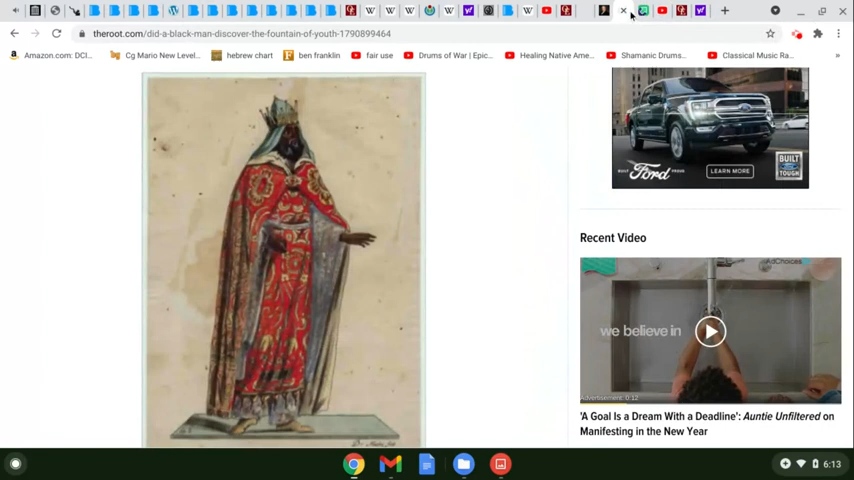 theroot.com/did-a-black-man-discover-the-fountain-of-youth-1790899464
Amazon.com: DCI...
Cg Mario New Level...
hebrew chart
ben franklin
fair use
Drums of War | Epic...
Healing Native Ame...
Shamanic Drums...
Classical Music Ra...
»
Ford
LEARN MORE
BUILT
Ford
TOUGH
Recent Video
AdChoices
we believe in
Advertisement: 0:12
'A Goal Is a Dream With a Deadline': Auntie Unfiltered on
Manifesting in the New Year
6:13